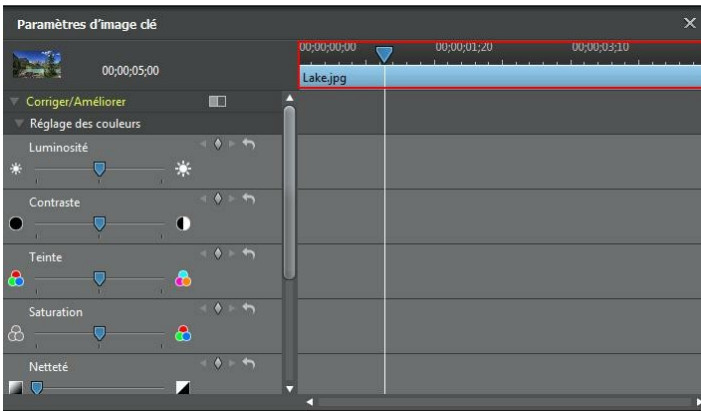 Paramètres d'image clé
00;00;00;00 00;00;01;20 00;00;03;10
00;00;05;00
Lake.jpg
Corriger/Améliorer
Réglage des couleurs
Luminosité
Contraste
Teinte
Saturation
Netteté